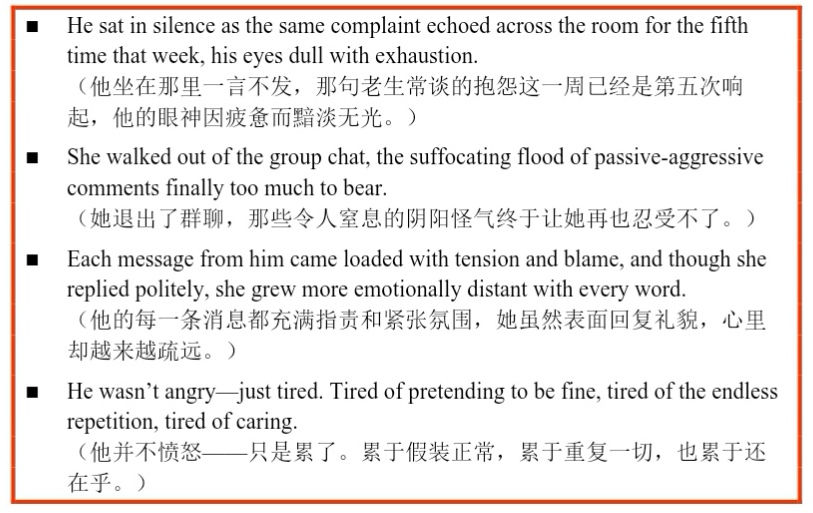 ■ He sat in silence as the same complaint echoed across the room for the fifth
time that week, his eyes dull with exhaustion.
（他坐在那里一言不发，那句老生常谈的抱怨这一周已经是第五次响
起，他的眼神因疲惫而黯淡无光。）
■ She walked out of the group chat, the suffocating flood of passive-aggressive
comments finally too much to bear.
（她退出了群聊，那些令人窒息的阴阳怪气终于让她再也忍受不了。）
■ Each message from him came loaded with tension and blame, and though she
replied politely, she grew more emotionally distant with every word.
（他的每一条消息都充满指责和紧张氛围，她虽然表面回复礼貌，心里
却越来越疏远。）
■ He wasn’t angry—just tired. Tired of pretending to be fine, tired of the endless
repetition, tired of caring.
（他并不愤怒——只是累了。累于假装正常，累于重复一切，也累于还
在乎。）